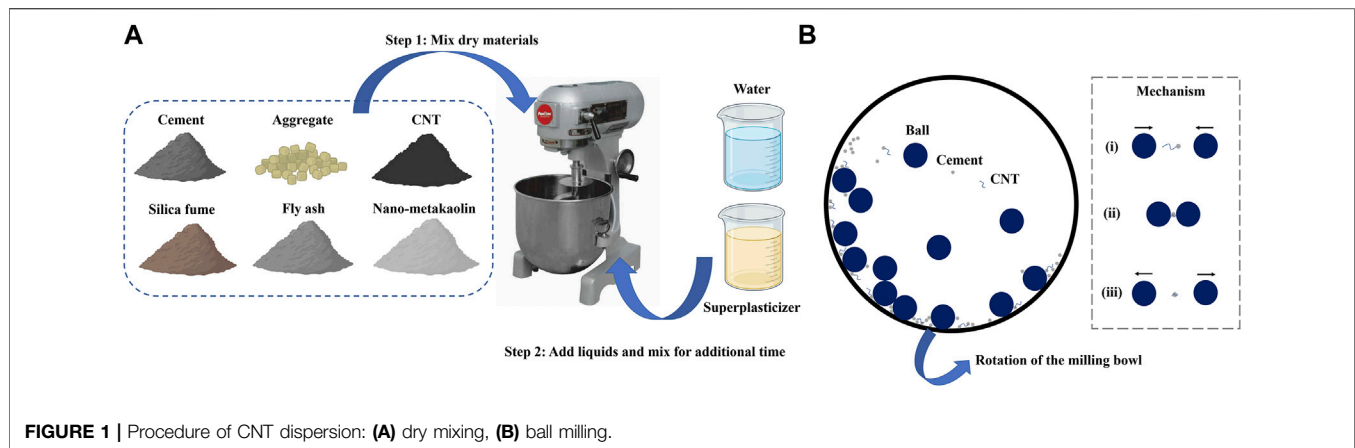 A
Step 1: Mix dry materials
Cement
Aggregate
CNT
Silica fume
Fly ash
Nano-metakaolin
Water
Superplasticizer
Step 2: Add liquids and mix for additional time
B
Ball
Cement
CNT
Rotation of the milling bowl
Mechanism
(i)
(ii)
(iii)
FIGURE 1 | Procedure of CNT dispersion: (A) dry mixing, (B) ball milling.